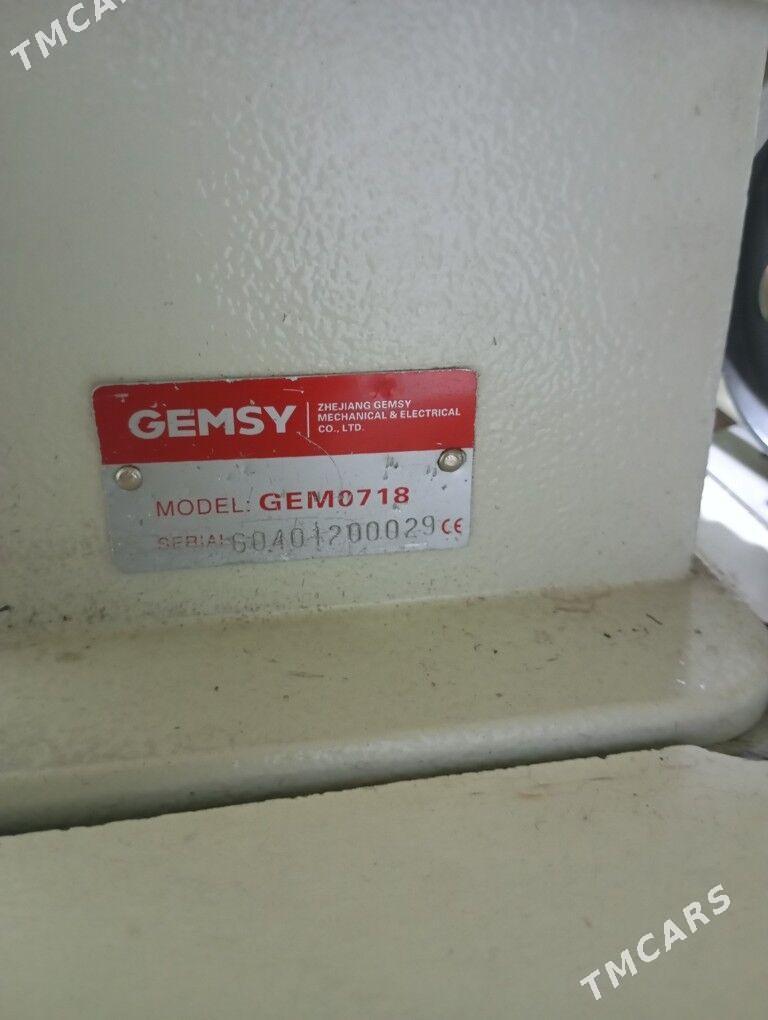 TMCARS
GEMSY
ZHEJIANG GEMSY
MECHANICAL & ELECTRICAL
CO., LTD.
MODEL: GEM0718
SERIAL: 60401200029 CE
TMCARS